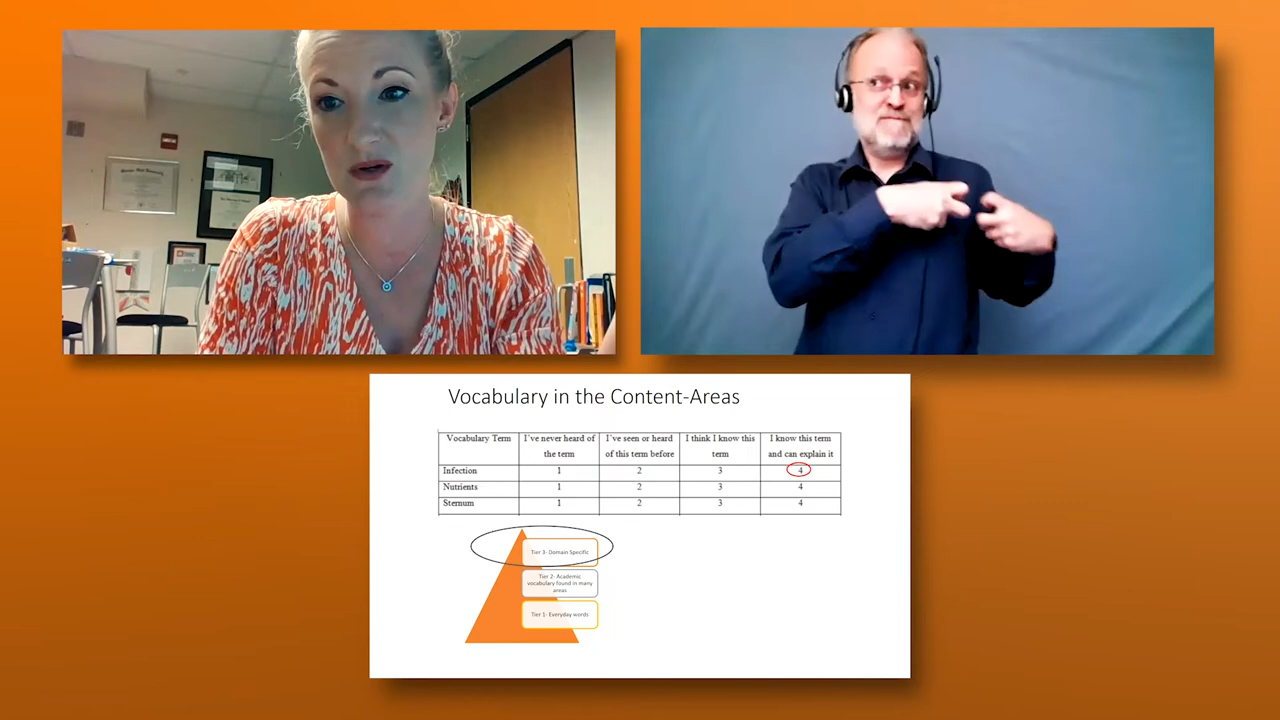 Vocabulary in the Content-Areas
Vocabulary Term
I've never heard of
the term
I've seen or heard
of this term before
I think I know this
term
I know this term
and can explain it
Infection 1 2 3 4
Nutrients 1 2 3 4
Sternum 1 2 3 4
Tier 3- Domain Specific
Tier 2- Academic
vocabulary found in many
areas
Tier 1- Everyday words